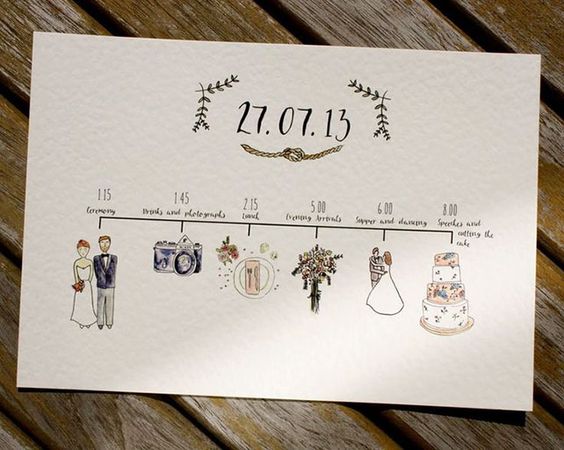 27.07.13
1.15
Ceremony
1.45
Drinks and photographs
2.15
Lunch
5.00
Evening Arrivals
6.00
Supper and dancing
8.00
Speeches and
cutting the
cake